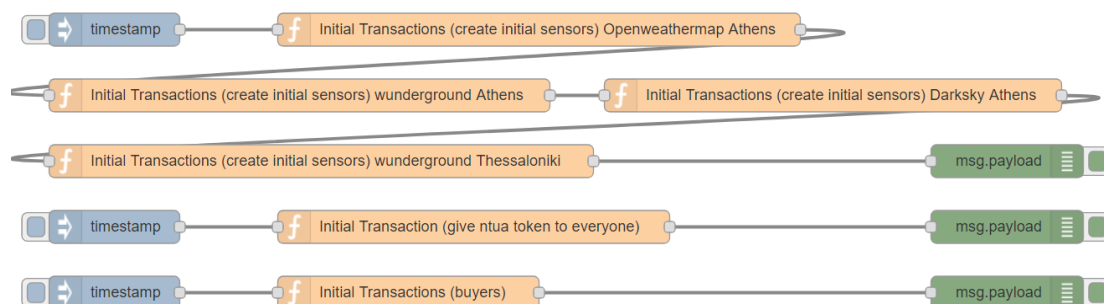 timestamp Initial Transactions (create initial sensors) Openweathermap Athens
Initial Transactions (create initial sensors) wunderground Athens Initial Transactions (create initial sensors) Darksky Athens
Initial Transactions (create initial sensors) wunderground Thessaloniki msg.payload
timestamp Initial Transaction (give ntua token to everyone) msg.payload
timestamp Initial Transactions (buyers) msg.payload